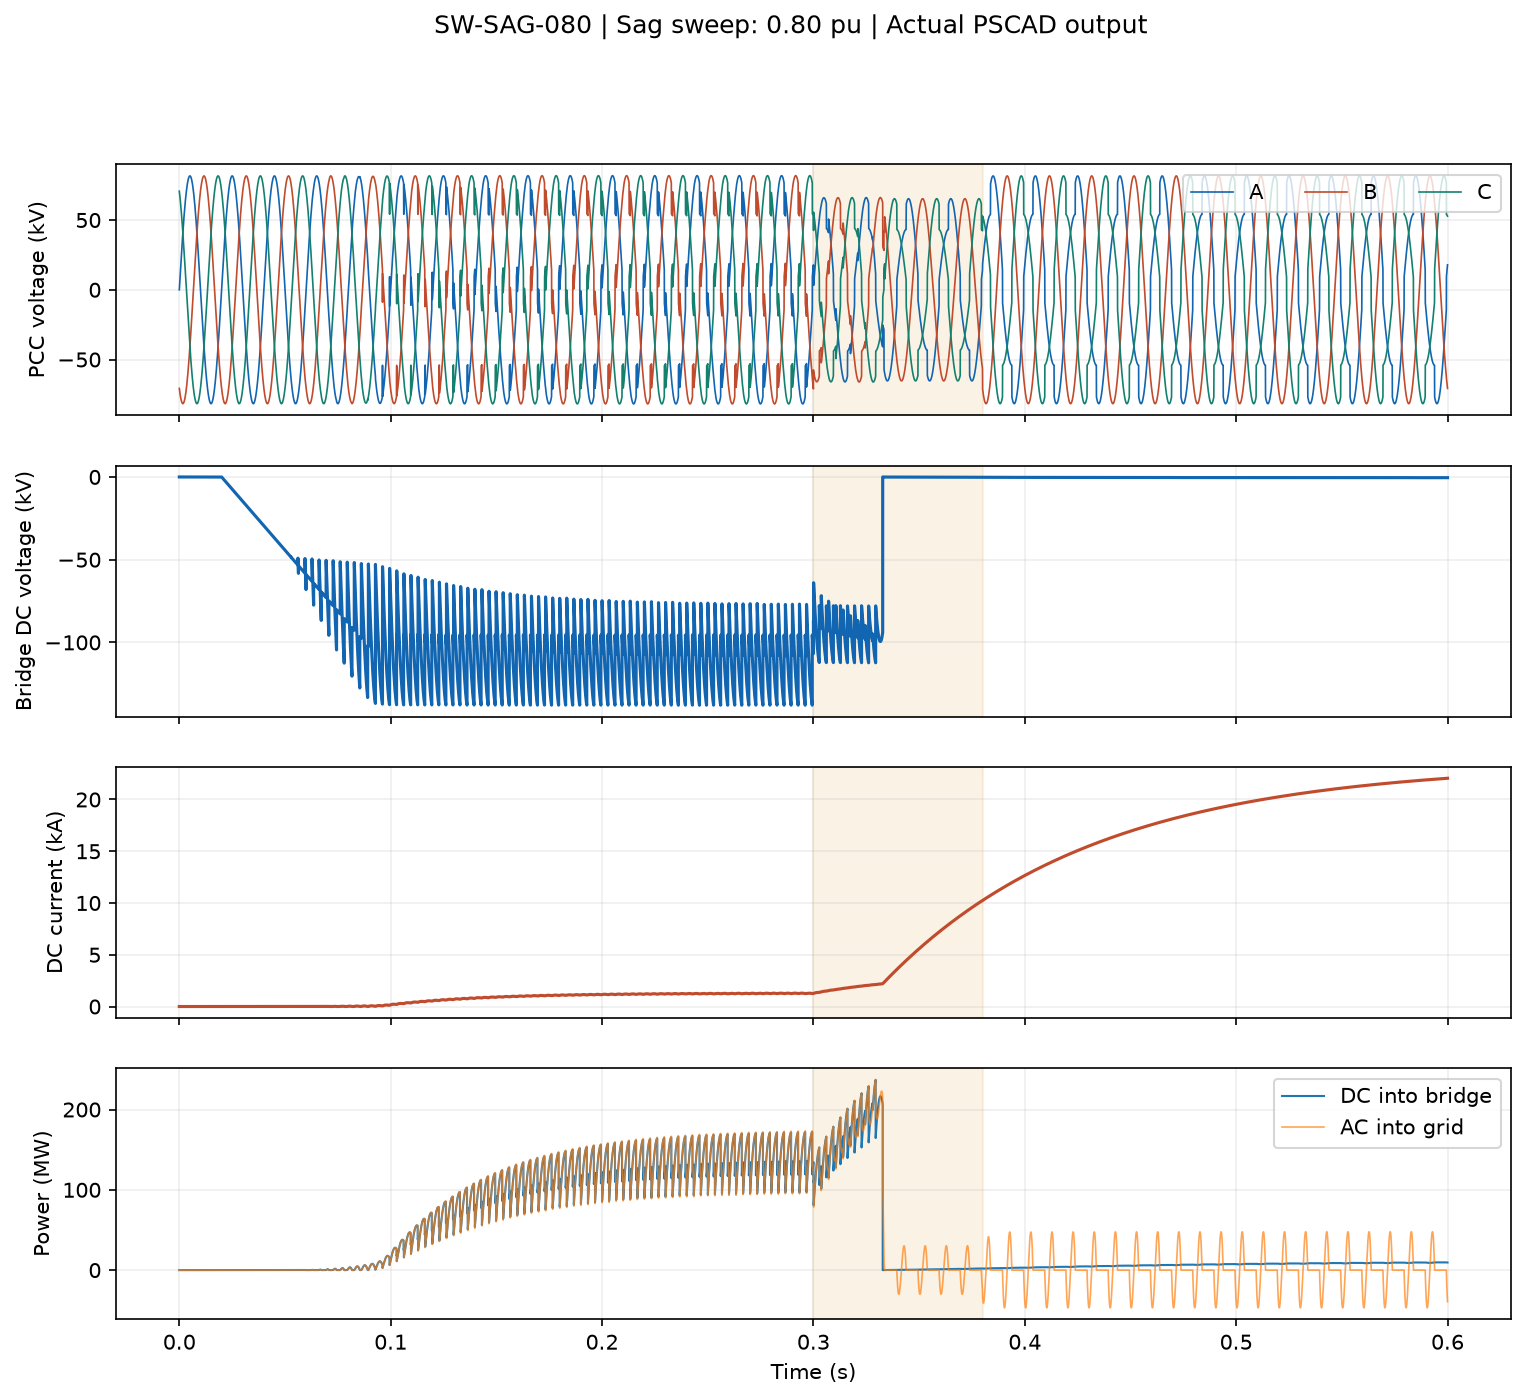 SW-SAG-080 | Sag sweep: 0.80 pu | Actual PSCAD output
PCC voltage (kV)
50
0
−50
A B C
Bridge DC voltage (kV)
0
−50
−100
DC current (kA)
20
15
10
5
0
Power (MW)
200
100
0
DC into bridge
AC into grid
0.0 0.1 0.2 0.3 0.4 0.5 0.6
Time (s)